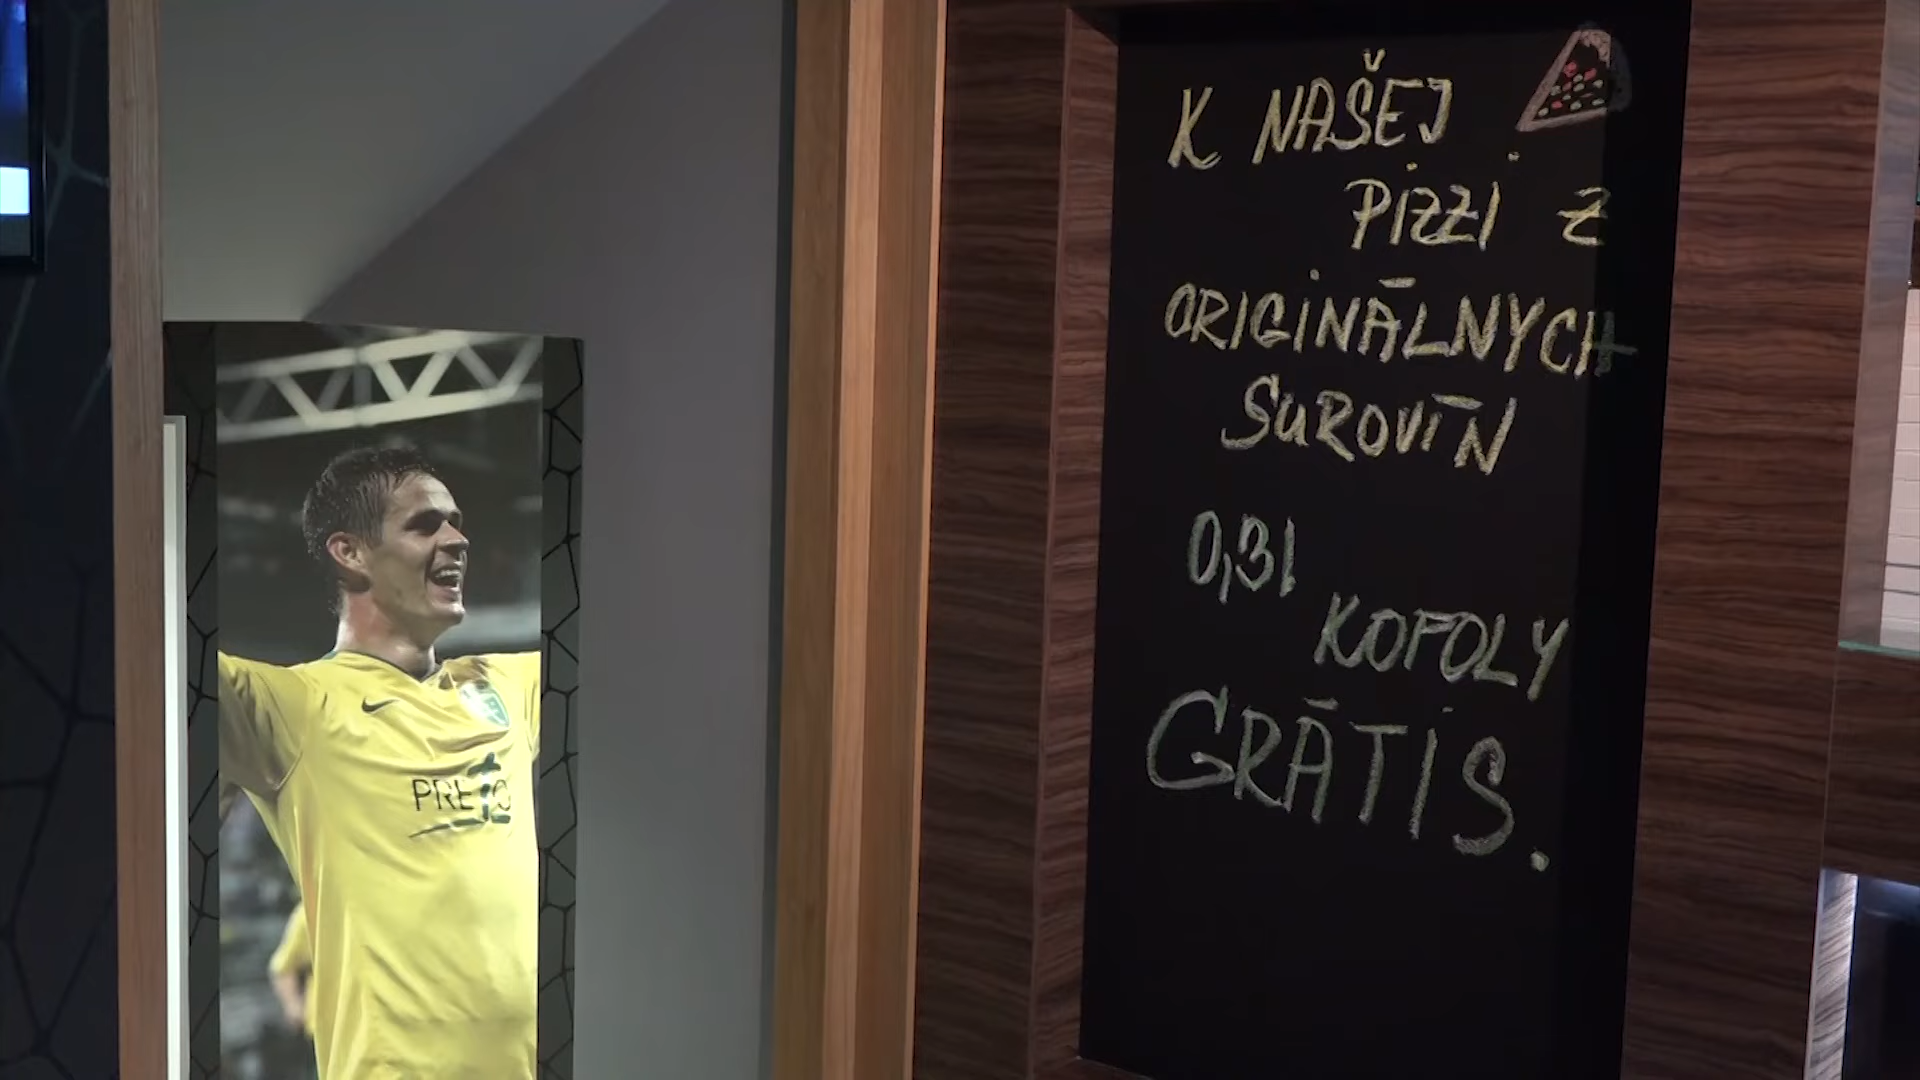 K NAŠEJ
PIZZI Z
ORIGINÁLNYCH
SUROVÍN
0,3l
KOFOLY
GRÁTIS.
PRETO